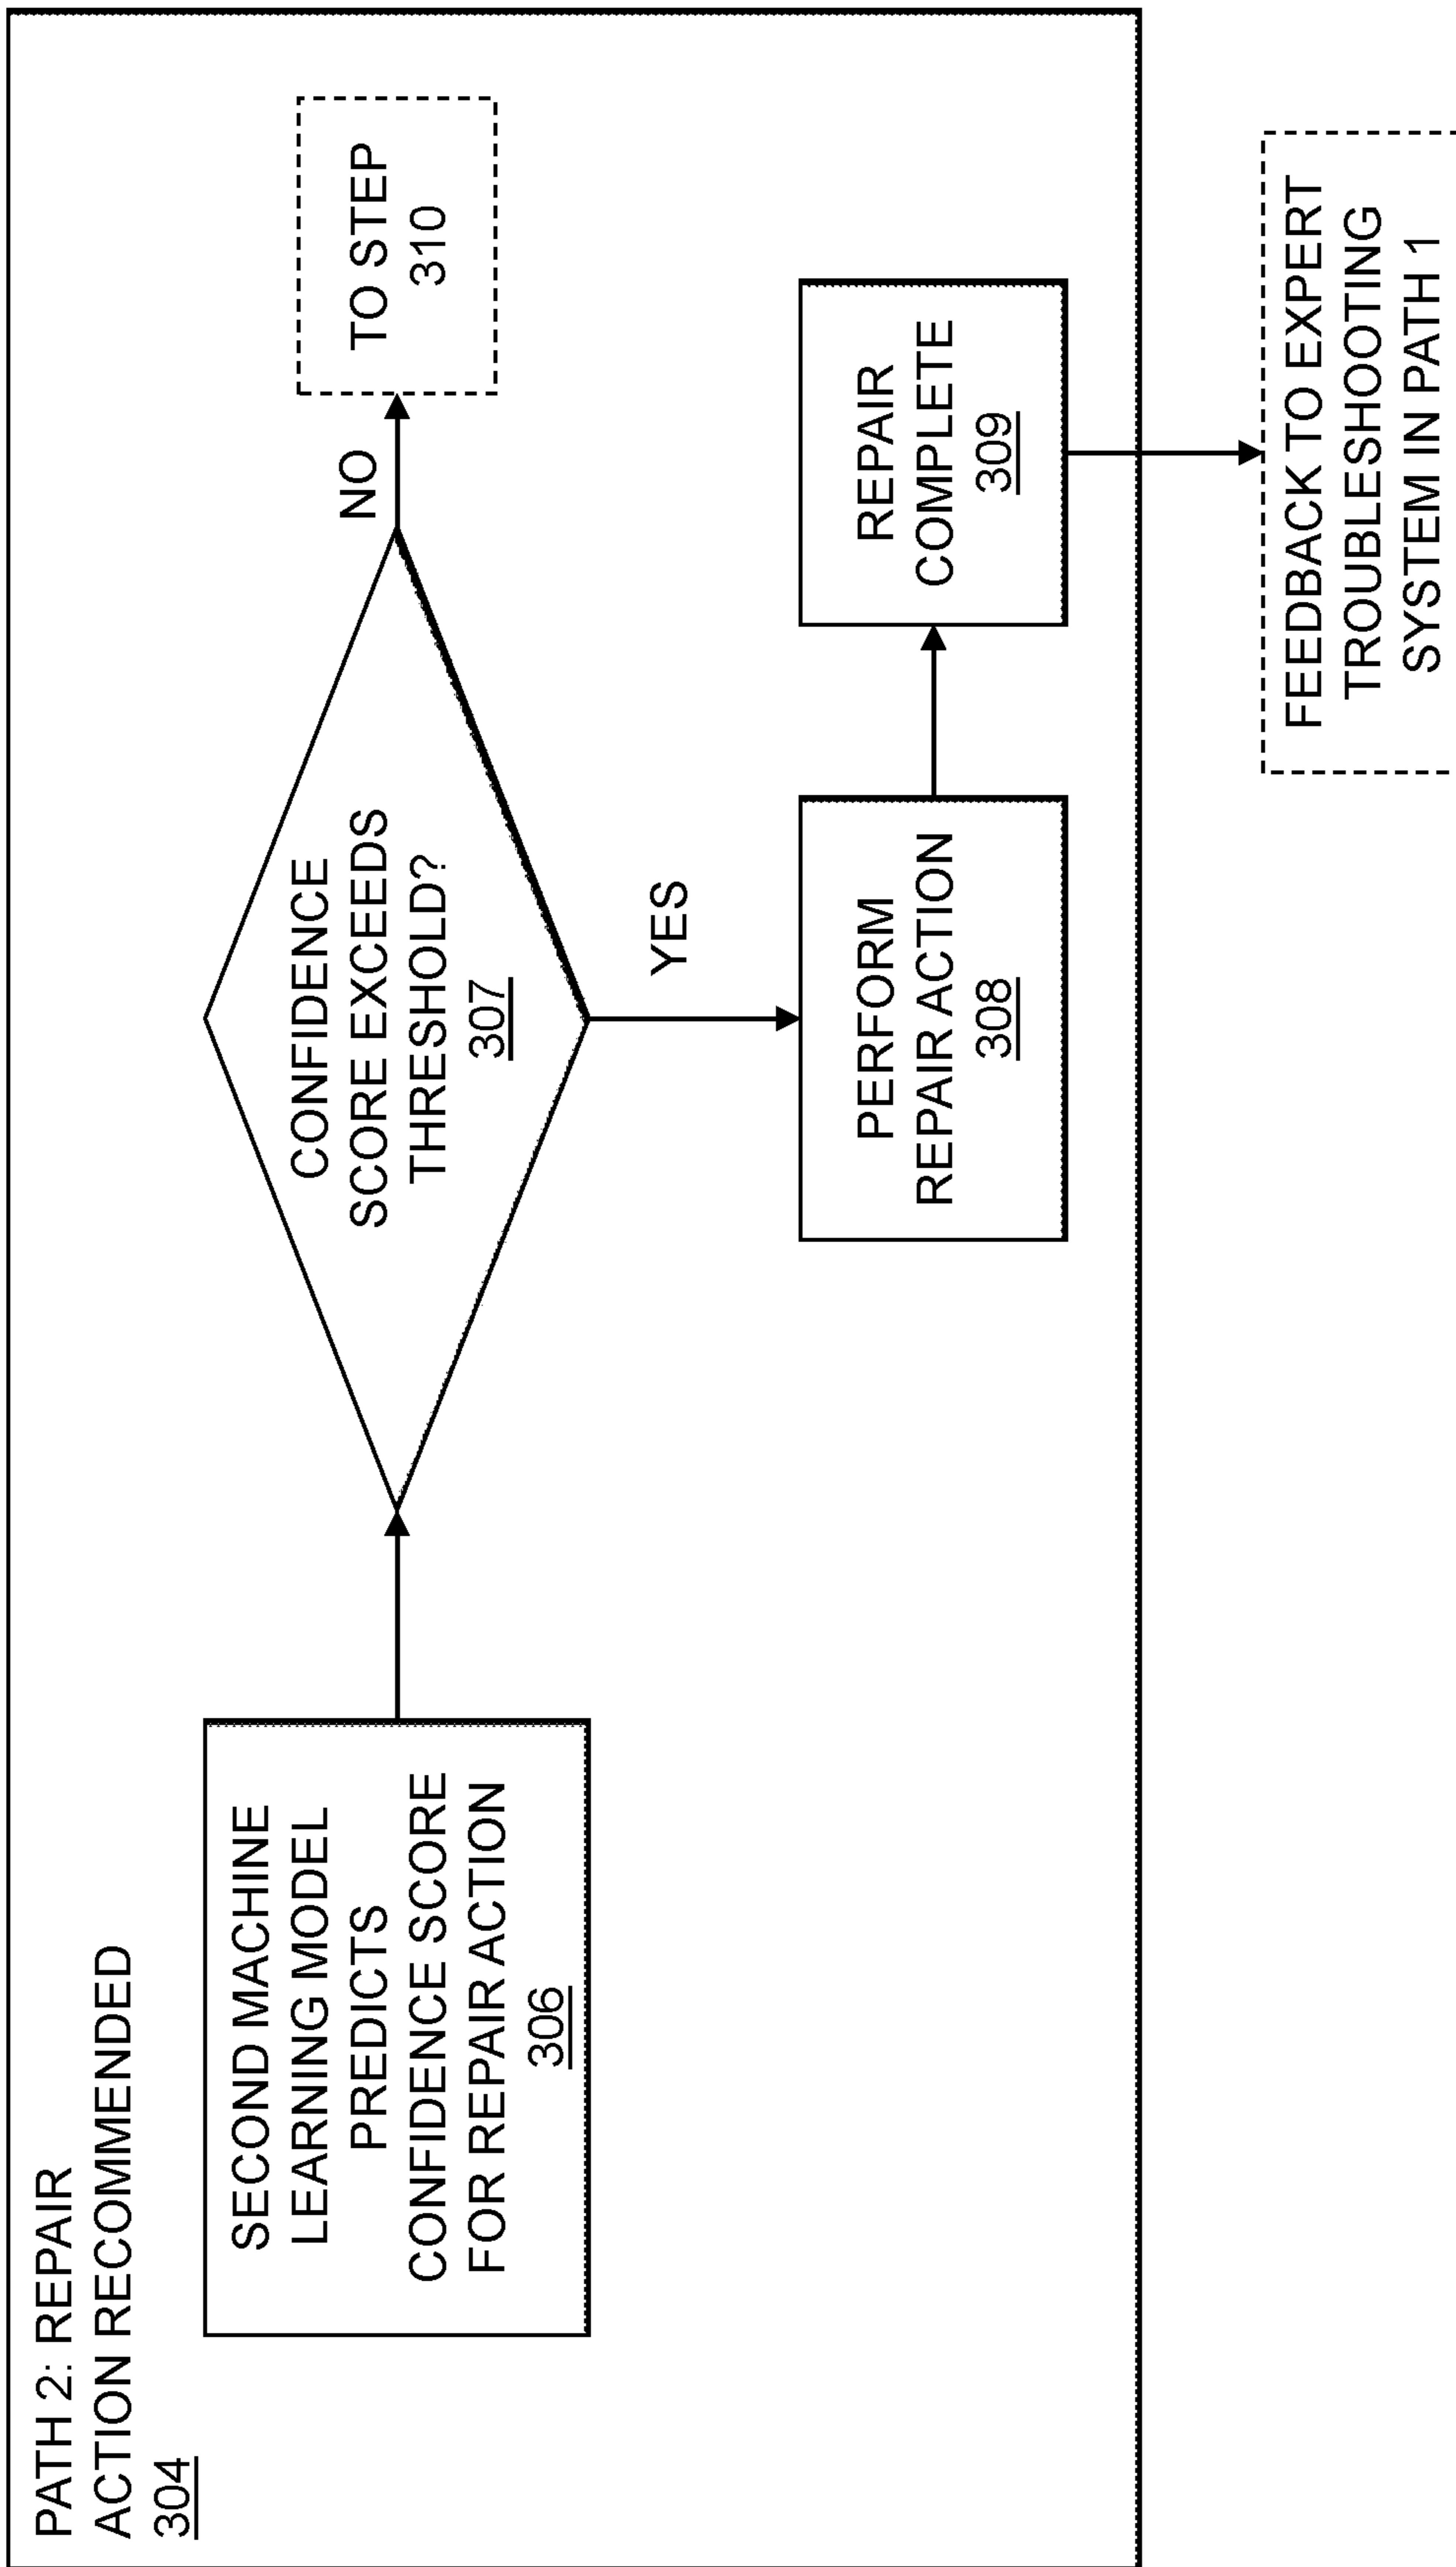 PATH 2: REPAIR
ACTION RECOMMENDED
304
SECOND MACHINE
LEARNING MODEL
PREDICTS
CONFIDENCE SCORE
FOR REPAIR ACTION
306
CONFIDENCE
SCORE EXCEEDS
THRESHOLD?
307
NO
TO STEP
310
YES
PERFORM
REPAIR ACTION
308
REPAIR
COMPLETE
309
FEEDBACK TO EXPERT
TROUBLESHOOTING
SYSTEM IN PATH 1